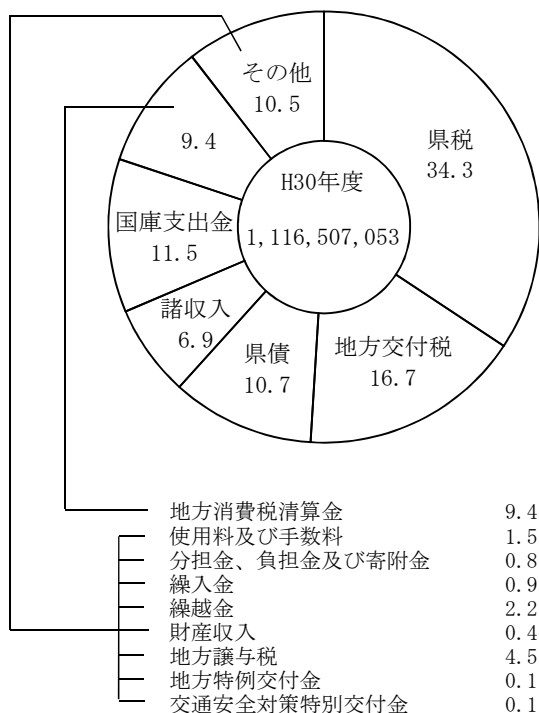 その他
10.5
県税
34.3
9.4
H30年度
1,116,507,053
国庫支出金
11.5
諸収入
6.9
県債
10.7
地方交付税
16.7
地方消費税清算金 9.4
使用料及び手数料 1.5
分担金、負担金及び寄附金 0.8
繰入金 0.9
繰越金 2.2
財産収入 0.4
地方譲与税 4.5
地方特例交付金 0.1
交通安全対策特別交付金 0.1